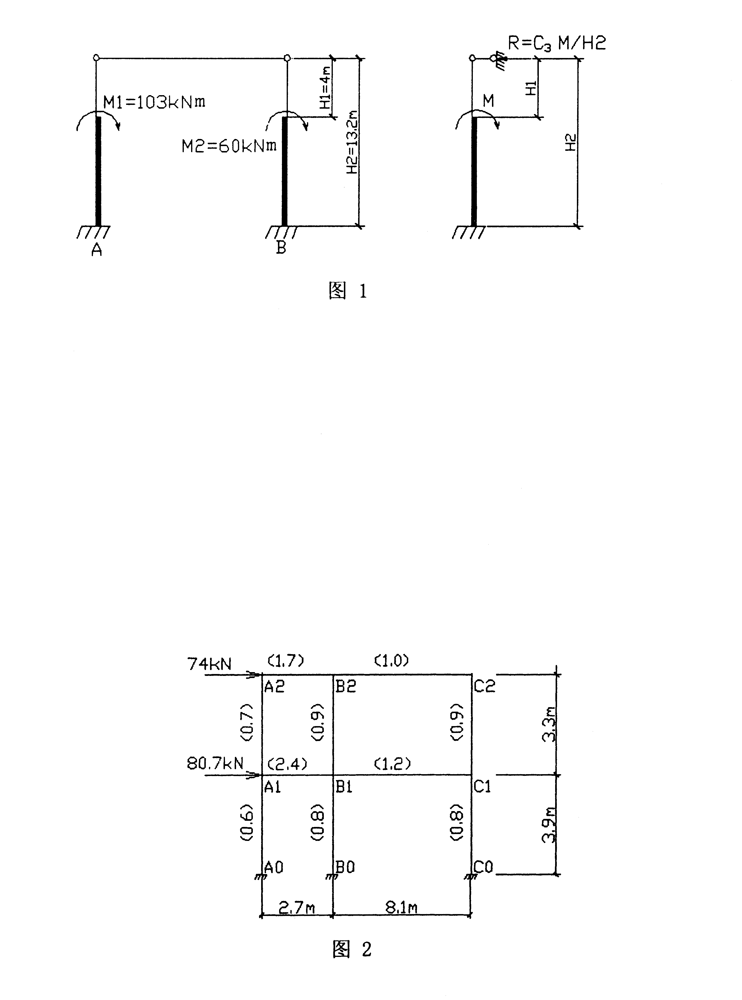 R=C₃ M/H2
M1=103kNm
H1=4m
M
H1
M2=60kNm
H2=13.2m
H2
A
B
图 1
74kN
(1.7)
(1.0)
A2
B2
C2
(0.7)
(0.9)
(0.9)
3.3m
80.7kN
(2.4)
(1.2)
A1
B1
C1
(0.6)
(0.8)
(0.8)
3.9m
A0
B0
C0
2.7m
8.1m
图 2